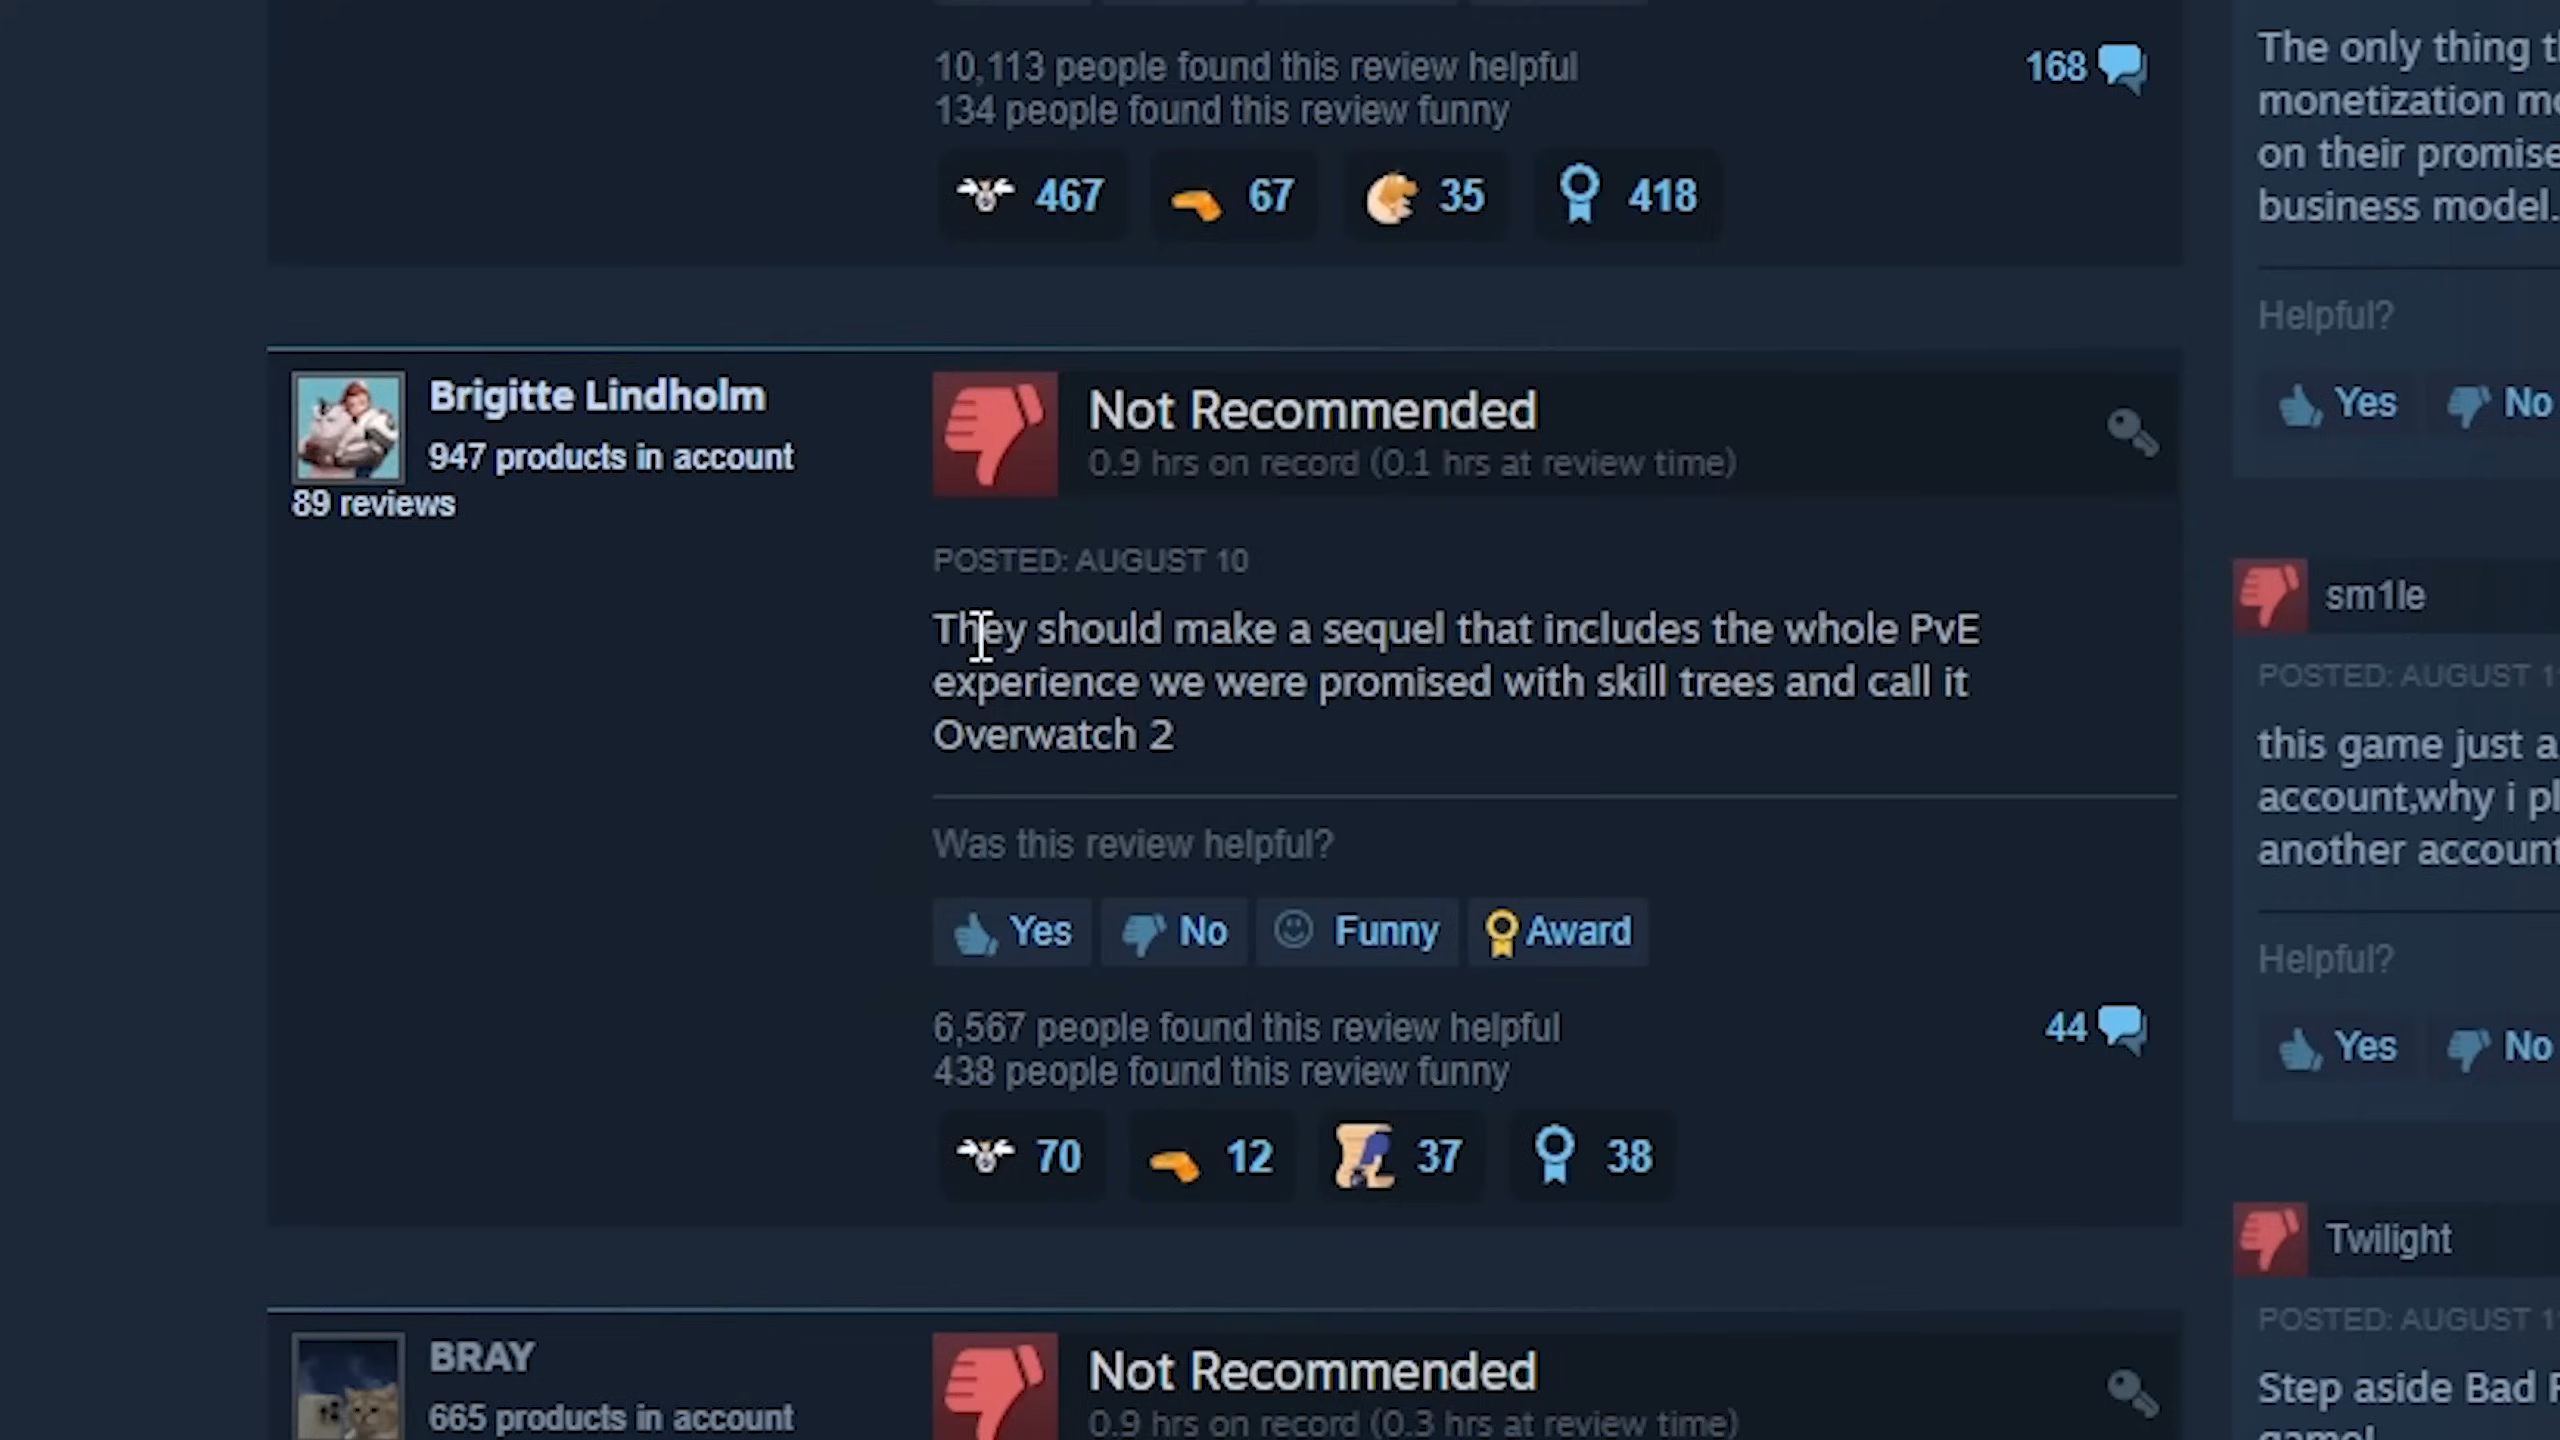 10,113 people found this review helpful
134 people found this review funny
168
467 67 35 418
Brigitte Lindholm
947 products in account
89 reviews
Not Recommended
0.9 hrs on record (0.1 hrs at review time)
POSTED: AUGUST 10
They should make a sequel that includes the whole PvE
experience we were promised with skill trees and call it
Overwatch 2
Was this review helpful?
Yes No Funny Award
6,567 people found this review helpful
438 people found this review funny
44
70 12 37 38
BRAY
665 products in account
Not Recommended
0.9 hrs on record (0.3 hrs at review time)
The only thing
monetization
on their
business model.
Helpful?
Yes No
sm1le
POSTED: AUGUST
this game just
account,why i
another account
Helpful?
Yes No
Twilight
POSTED: AUGUST
Step aside Bad